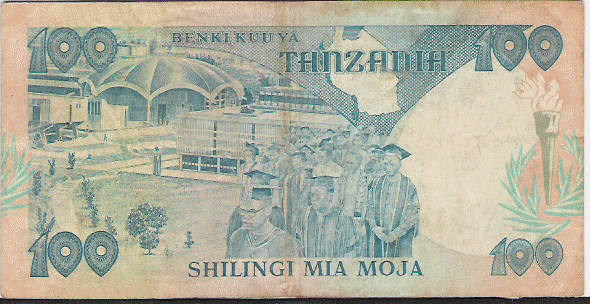 100 BENKI KUU YA 100
TANZANIA
100 SHILINGI MIA MOJA 100